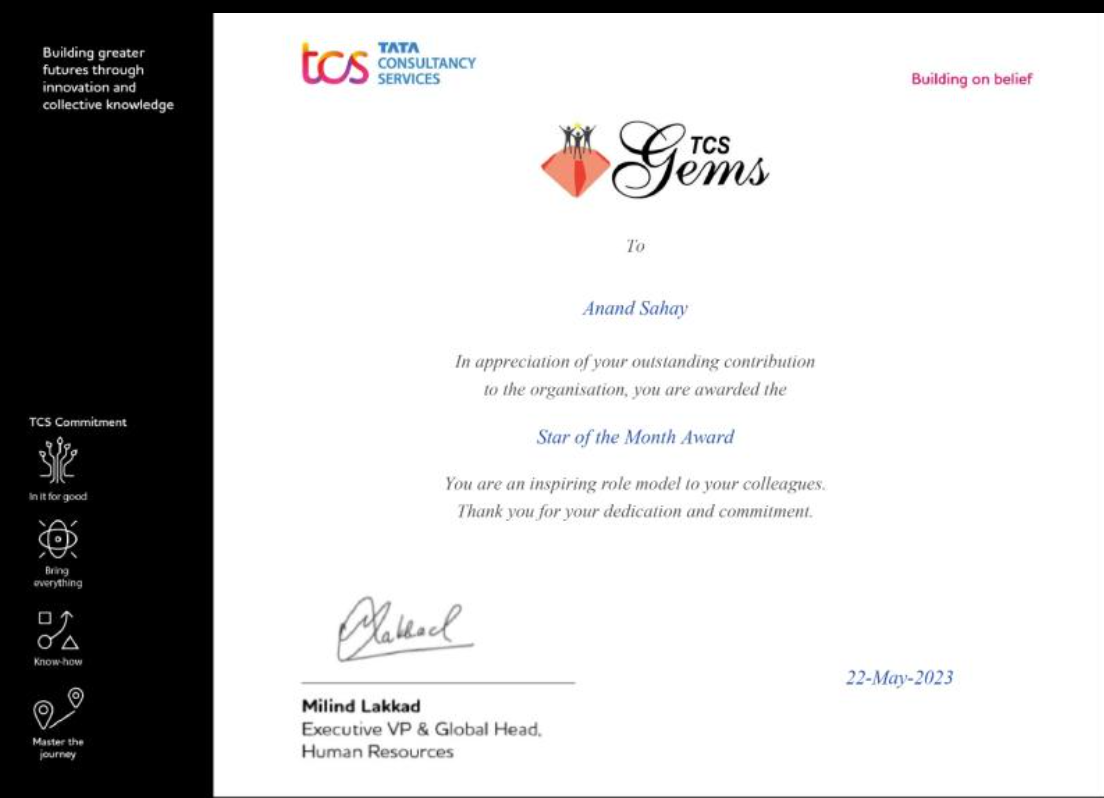 Building greater
futures through
innovation and
collective knowledge
TCS Commitment
In it for good
Bring
everything
Know-how
Master the
journey
tcs TATA
CONSULTANCY
SERVICES
Building on belief
TCS
Gems
To
Anand Sahay
In appreciation of your outstanding contribution
to the organisation, you are awarded the
Star of the Month Award
You are an inspiring role model to your colleagues.
Thank you for your dedication and commitment.
Lakkad
22-May-2023
Milind Lakkad
Executive VP & Global Head,
Human Resources